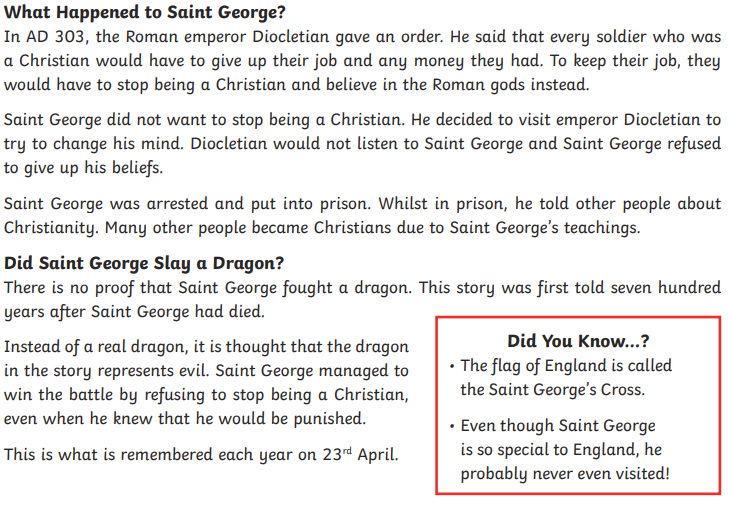 What Happened to Saint George?
In AD 303, the Roman emperor Diocletian gave an order. He said that every soldier who was
a Christian would have to give up their job and any money they had. To keep their job, they
would have to stop being a Christian and believe in the Roman gods instead.
Saint George did not want to stop being a Christian. He decided to visit emperor Diocletian to
try to change his mind. Diocletian would not listen to Saint George and Saint George refused
to give up his beliefs.
Saint George was arrested and put into prison. Whilst in prison, he told other people about
Christianity. Many other people became Christians due to Saint George's teachings.
Did Saint George Slay a Dragon?
There is no proof that Saint George fought a dragon. This story was first told seven hundred
years after Saint George had died.
Instead of a real dragon, it is thought that the dragon
in the story represents evil. Saint George managed to
win the battle by refusing to stop being a Christian,
even when he knew that he would be punished.
This is what is remembered each year on 23rd April.
Did You Know...?
• The flag of England is called
the Saint George's Cross.
• Even though Saint George
is so special to England, he
probably never even visited!